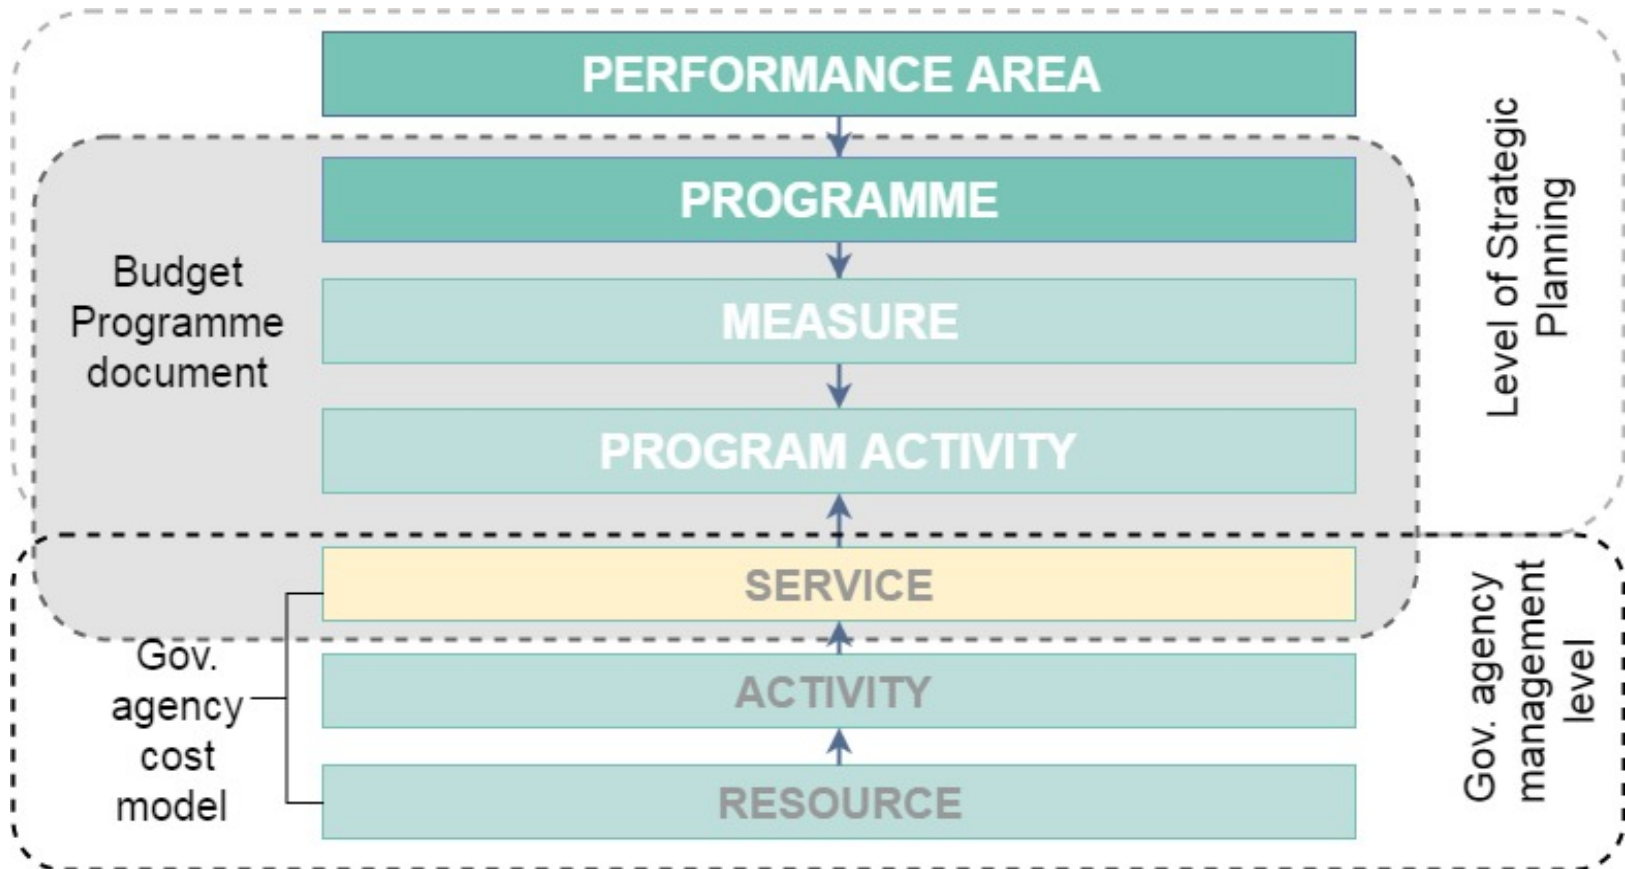 PERFORMANCE AREA
PROGRAMME
MEASURE
PROGRAM ACTIVITY
SERVICE
ACTIVITY
RESOURCE
Budget
Programme
document
Gov.
agency
cost
model
Level of Strategic
Planning
Gov. agency
management
level